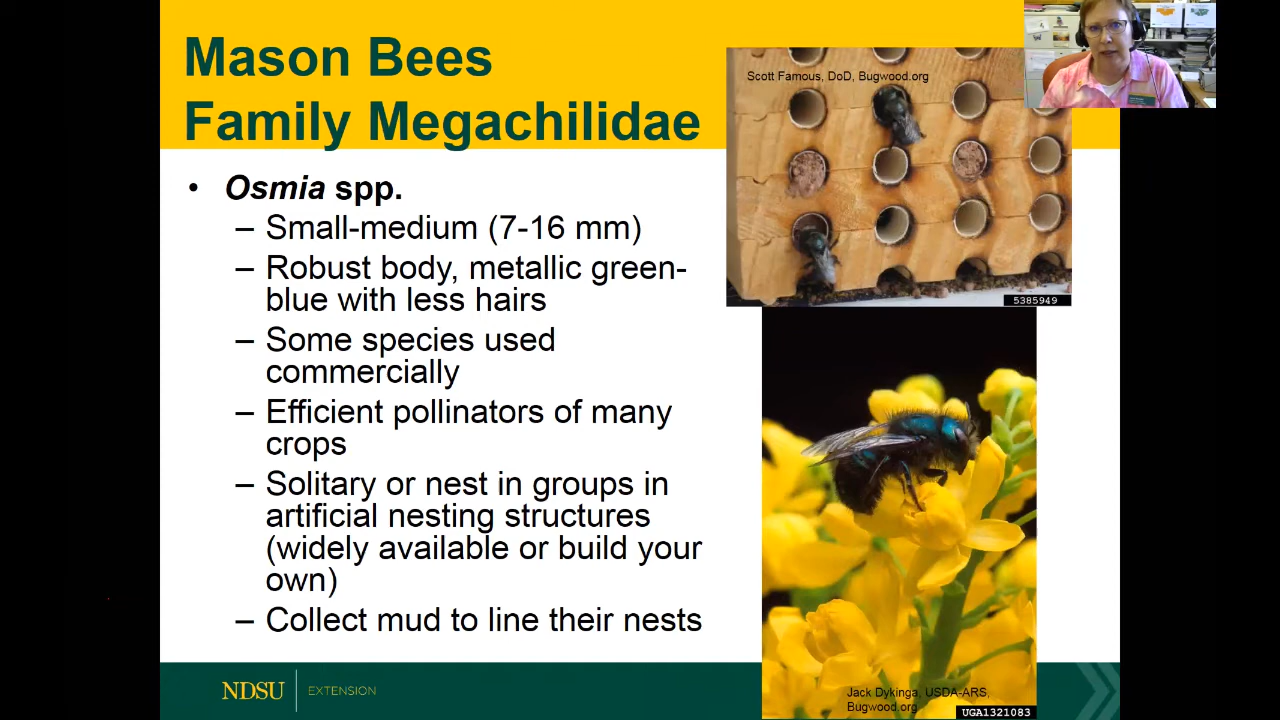 Mason Bees
Family Megachilidae
• Osmia spp.
– Small-medium (7-16 mm)
– Robust body, metallic green-
blue with less hairs
– Some species used
commercially
– Efficient pollinators of many
crops
– Solitary or nest in groups in
artificial nesting structures
(widely available or build your
own)
– Collect mud to line their nests
Scott Famous, DoD, Bugwood.org
5385949
Jack Dykinga, USDA-ARS,
Bugwood.org
UGA1321083
NDSU EXTENSION